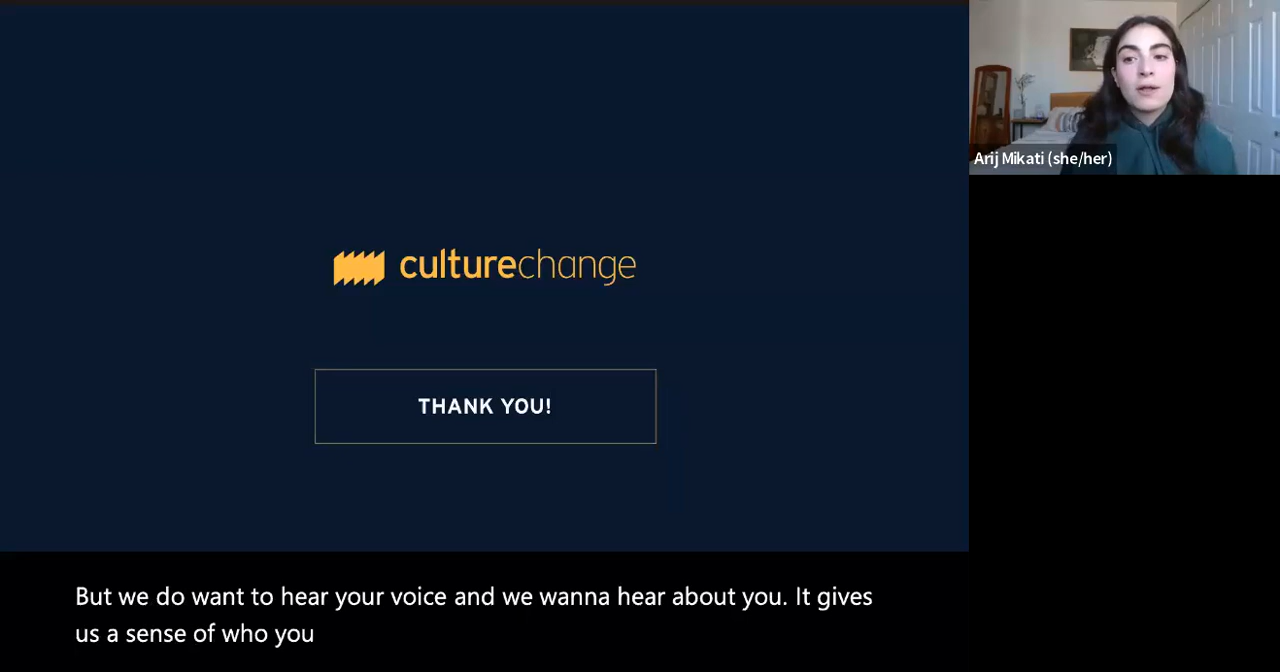 culturechange
THANK YOU!
Arij Mikati (she/her)
But we do want to hear your voice and we wanna hear about you. It gives
us a sense of who you